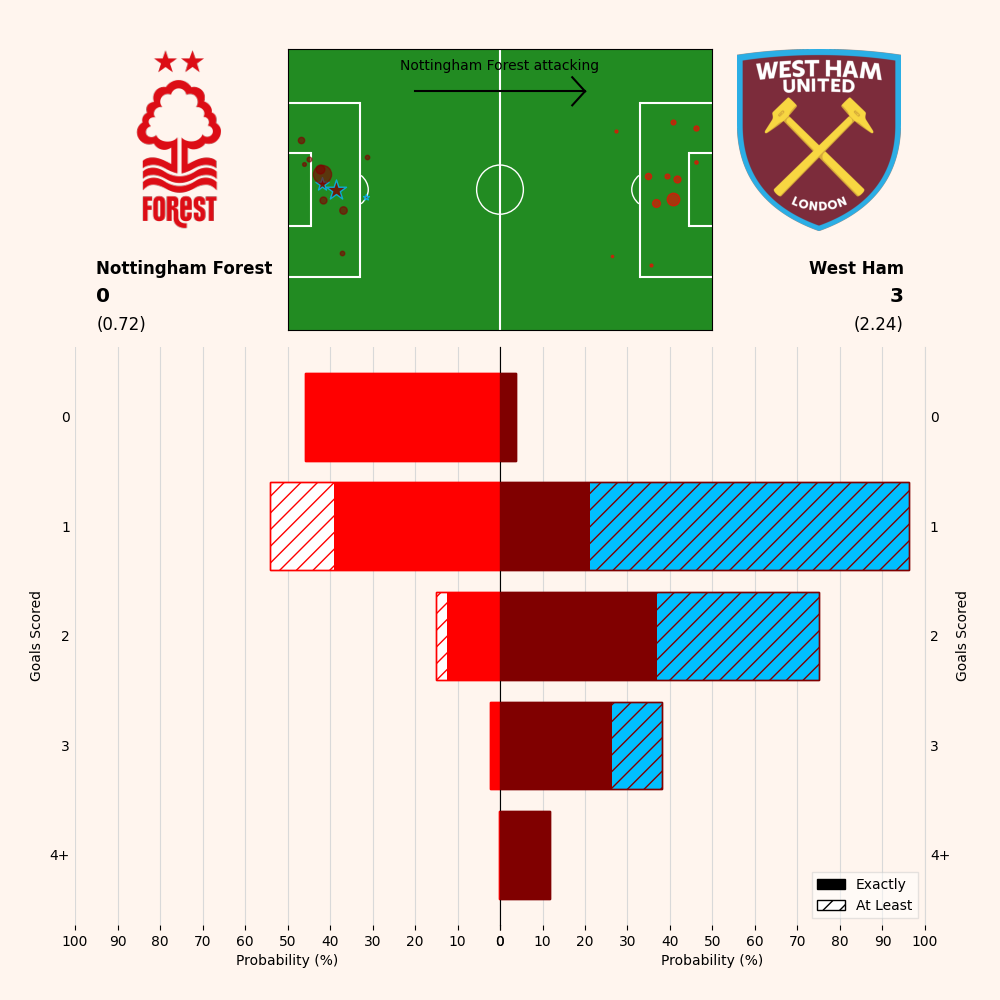 Nottingham Forest attacking
WEST HAM
UNITED
LONDON
FOREST
Nottingham Forest
0
(0.72)
West Ham
3
(2.24)
0
1
2
3
4+
Goals Scored
0
1
2
3
4+
Goals Scored
Exactly
At Least
100 90 80 70 60 50 40 30 20 10 0
0 10 20 30 40 50 60 70 80 90 100
Probability (%)
Probability (%)